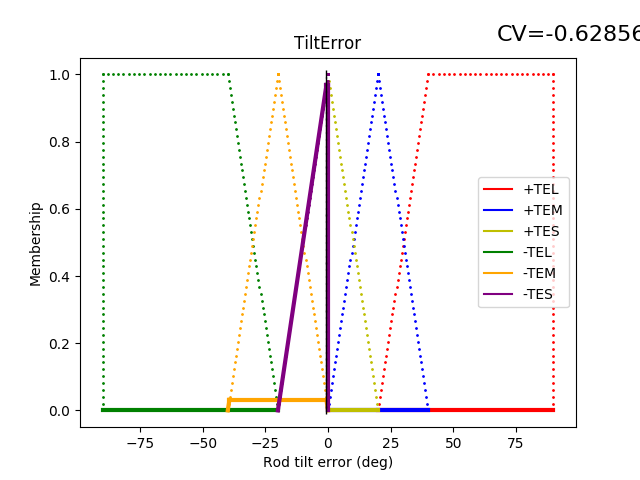 CV=-0.62856
TiltError
1.0
0.8
0.6
0.4
0.2
0.0
Membership
+TEL
+TEM
+TES
-TEL
-TEM
-TES
−75
−50
−25
0
25
50
75
Rod tilt error (deg)